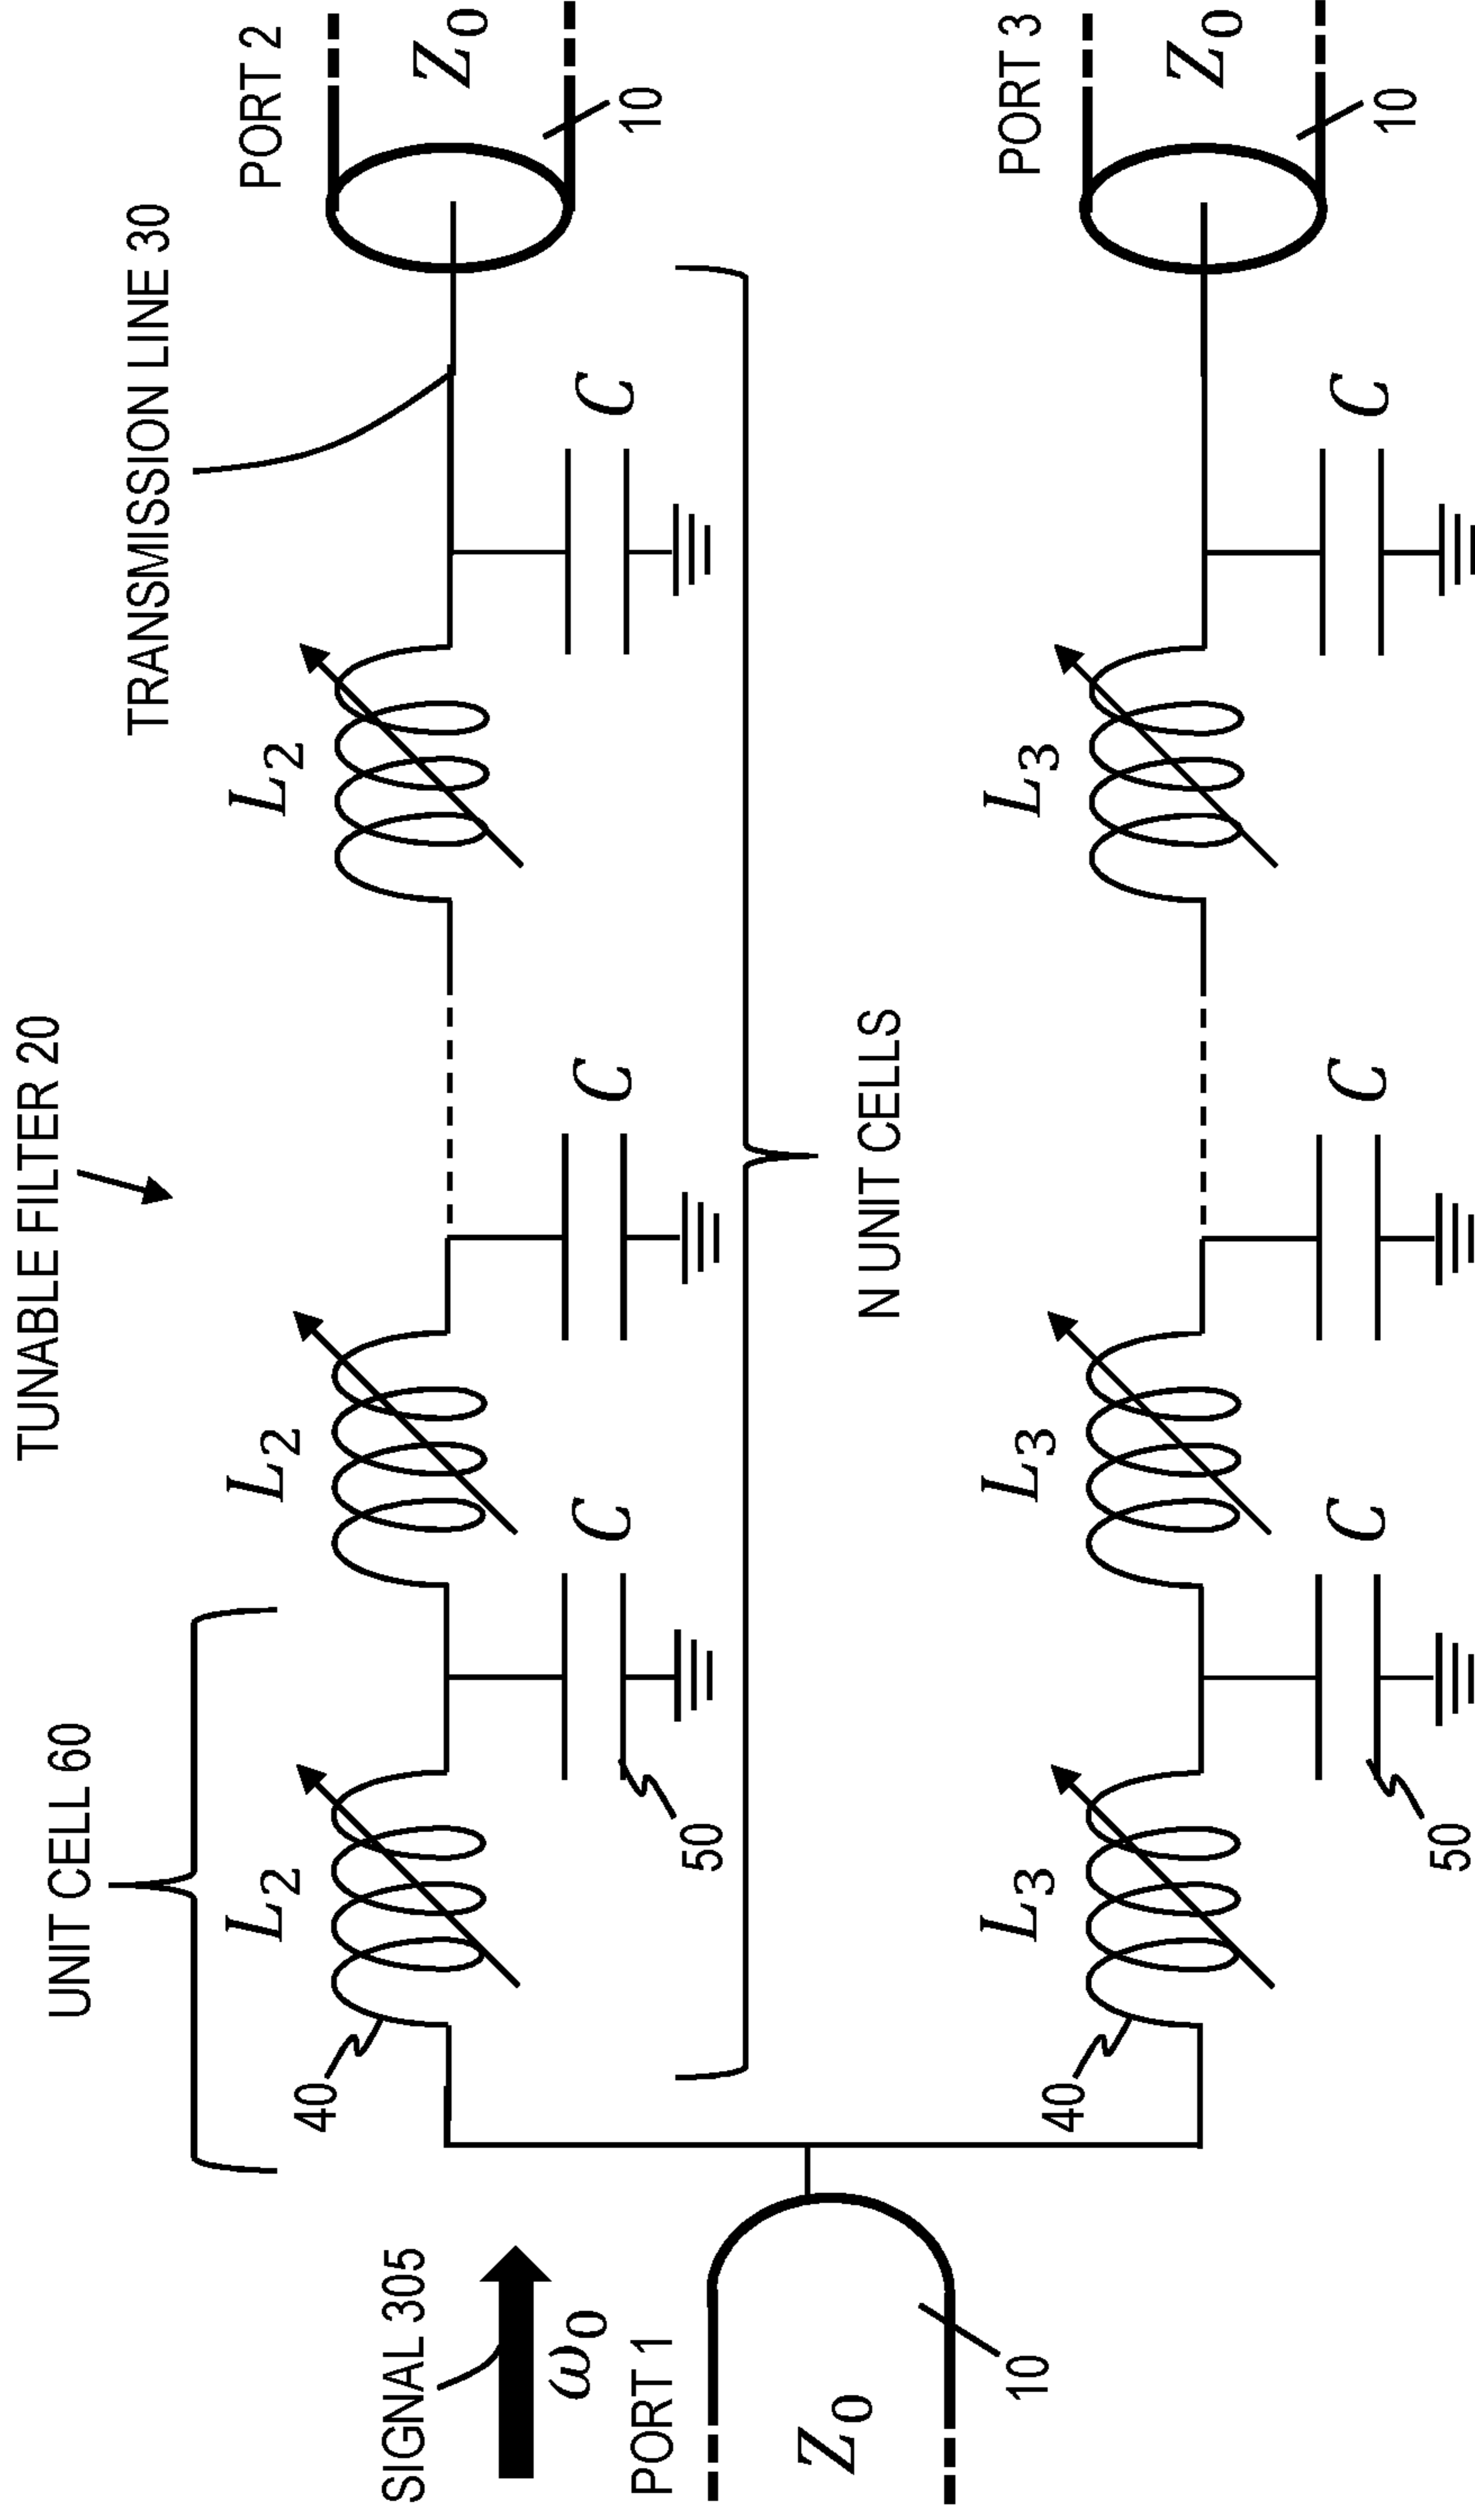 TUNABLE FILTER 20
UNIT CELL 60
TRANSMISSION LINE 30
PORT 2
L2
L2
L2
Z0
40
10
C
C
C
50
SIGNAL 305
ω0
N UNIT CELLS
PORT 1
Z0
10
PORT 3
L3
L3
L3
Z0
40
10
C
C
C
50